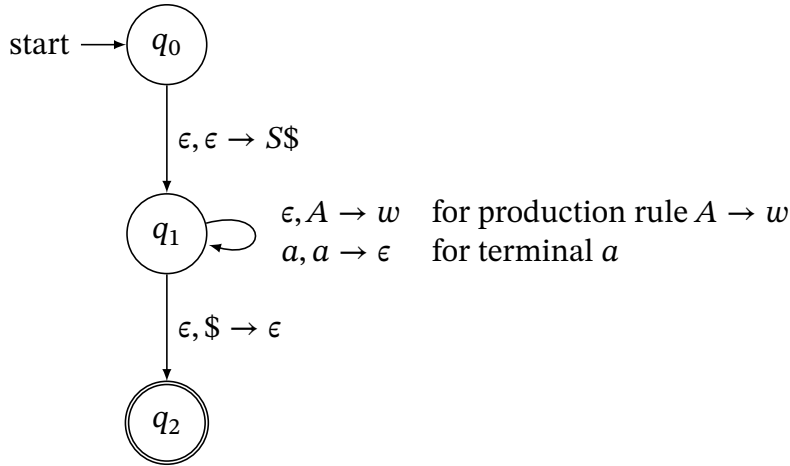 start q₀
ϵ, ϵ → S$
q₁
ϵ, A → w for production rule A → w
a, a → ϵ for terminal a
ϵ, $ → ϵ
q₂